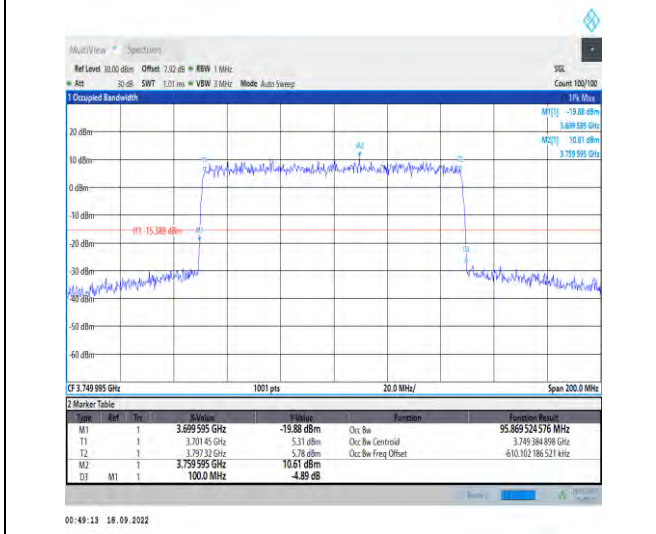 MultiView Spectrum
Ref Level 30.00 dBm Offset 7.92 dB RBW 1 MHz SGL
Att 30 dB SWT 1.01 ms VBW 3 MHz Mode Auto Sweep Count 100/100
1 Occupied Bandwidth 1Pk Max
M1[1] -19.88 dBm
3.699 595 GHz
M2[1] 10.61 dBm
3.759 595 GHz
20 dBm
M2
10 dBm
T1
T2
0 dBm
-10 dBm
H1 -15.389 dBm
M1
-20 dBm
D3
-30 dBm
-40 dBm
-50 dBm
-60 dBm
CF 3.749 995 GHz 1001 pts 20.0 MHz/ Span 200.0 MHz
2 Marker Table
Type Ref Trc X-Value Y-Value Function Function Result
M1 1 3.699 595 GHz -19.88 dBm Occ Bw 95.869 524 576 MHz
T1 1 3.701 45 GHz 5.31 dBm Occ Bw Centroid 3.749 384 898 GHz
T2 1 3.797 32 GHz 5.78 dBm Occ Bw Freq Offset -610.102 186 521 kHz
M2 1 3.759 595 GHz 10.61 dBm
D3 M1 1 100.0 MHz -4.89 dB
00:49:13 18.09.2022